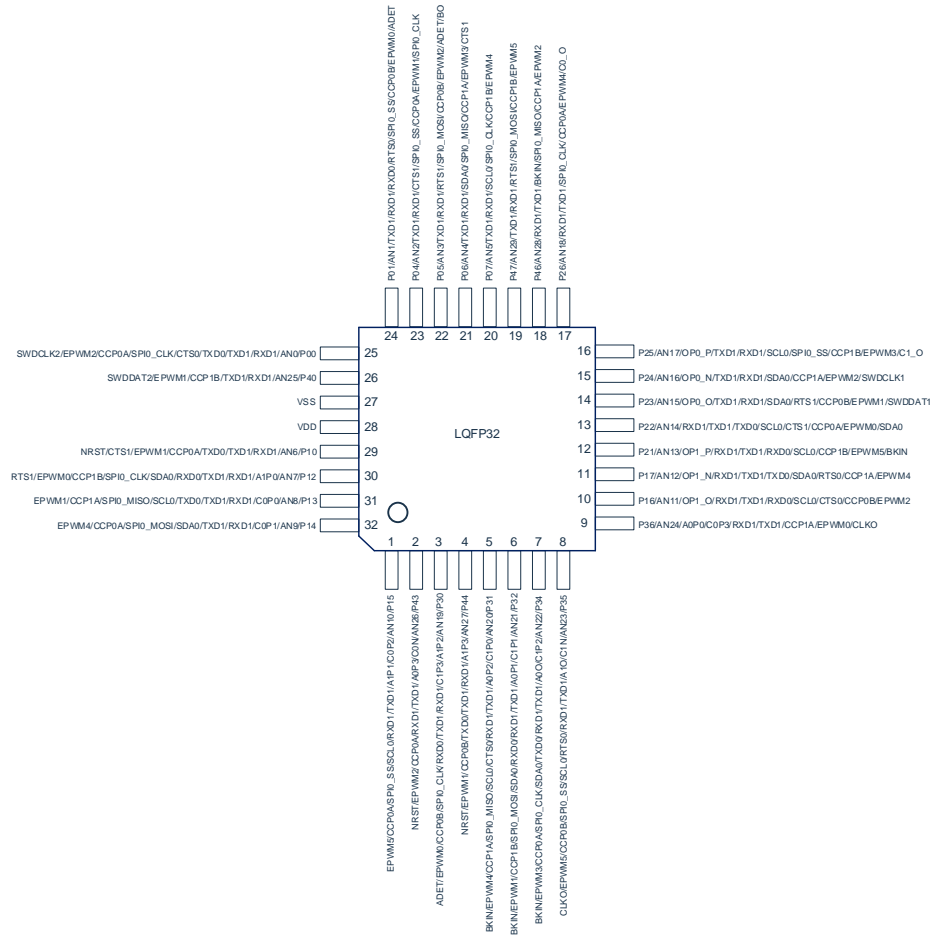 P01/AN1/TXD1/RXD1/RXD0/RTS0/SPI0_SS/CCP0B/EPWM0/ADET
P04/AN2/TXD1/RXD1/CTS1/SPI0_SS/CCP0A/EPWM1/SPI0_CLK
P05/AN3/TXD1/RXD1/RTS1/SPI0_MOSI/CCP0B/EPWM2/ADET/BO
P06/AN4/TXD1/RXD1/SDA0/SPI0_MISO/CCP1A/EPWM3/CTS1
P07/AN5/TXD1/RXD1/SCL0/SPI0_CLK/CCP1B/EPWM4
P47/AN29/TXD1/RXD1/RTS1/SPI0_MOSI/CCP1B/EPWM5
P46/AN28/RXD1/TXD1/BKIN/SPI0_MISO/CCP1A/EPWM2
P26/AN18/RXD1/TXD1/SPI0_CLK/CCP0A/EPWM4/C0_O
24 23 22 21 20 19 18 17
SWDCLK2/EPWM2/CCP0A/SPI0_CLK/CTS0/TXD0/TXD1/RXD1/AN0/P00 25
SWDDAT2/EPWM1/CCP1B/TXD1/RXD1/AN25/P40 26
VSS 27
VDD 28
NRST/CTS1/EPWM1/CCP0A/TXD0/TXD1/RXD1/AN6/P10 29
RTS1/EPWM0/CCP1B/SPI0_CLK/SDA0/RXD0/TXD1/RXD1/A1P0/AN7/P12 30
EPWM1/CCP1A/SPI0_MISO/SCL0/TXD0/TXD1/RXD1/C0P0/AN8/P13 31
EPWM4/CCP0A/SPI0_MOSI/SDA0/TXD1/RXD1/C0P1/AN9/P14 32
LQFP32
16 P25/AN17/OP0_P/TXD1/RXD1/SCL0/SPI0_SS/CCP1B/EPWM3/C1_O
15 P24/AN16/OP0_N/TXD1/RXD1/SDA0/CCP1A/EPWM2/SWDCLK1
14 P23/AN15/OP0_O/TXD1/RXD1/SDA0/RTS1/CCP0B/EPWM1/SWDDAT1
13 P22/AN14/RXD1/TXD1/TXD0/SCL0/CTS1/CCP0A/EPWM0/SDA0
12 P21/AN13/OP1_P/RXD1/TXD1/RXD0/SCL0/CCP1B/EPWM5/BKIN
11 P17/AN12/OP1_N/RXD1/TXD1/TXD0/SDA0/RTS0/CCP1A/EPWM4
10 P16/AN11/OP1_O/RXD1/TXD1/RXD0/SCL0/CTS0/CCP0B/EPWM2
9 P36/AN24/A0P0/C0P3/RXD1/TXD1/CCP1A/EPWM0/CLKO
1 2 3 4 5 6 7 8
EPWM5/CCP0A/SPI0_SS/SCL0/RXD1/TXD1/A1P1/C0P2/AN10/P15
NRST/EPWM2/CCP0A/RXD1/TXD1/A0P3/C0N/AN26/P43
ADET/EPWM0/CCP0B/SPI0_CLK/RXD0/TXD1/RXD1/C1P3/A1P2/AN19/P30
NRST/EPWM1/CCP0B/TXD0/TXD1/RXD1/A1P3/AN27/P44
BKIN/EPWM4/CCP1A/SPI0_MISO/SCL0/CTS0/RXD1/TXD1/A0P2/C1P0/AN20/P31
BKIN/EPWM1/CCP1B/SPI0_MOSI/SDA0/RXD0/RXD1/TXD1/A0P1/C1P1/AN21/P32
BKIN/EPWM3/CCP0A/SPI0_CLK/SDA0/TXD0/RXD1/TXD1/A0O/C1P2/AN22/P34
CLKO/EPWM5/CCP0B/SPI0_SS/SCL0/RTS0/RXD1/TXD1/A1O/C1N/AN23/P35